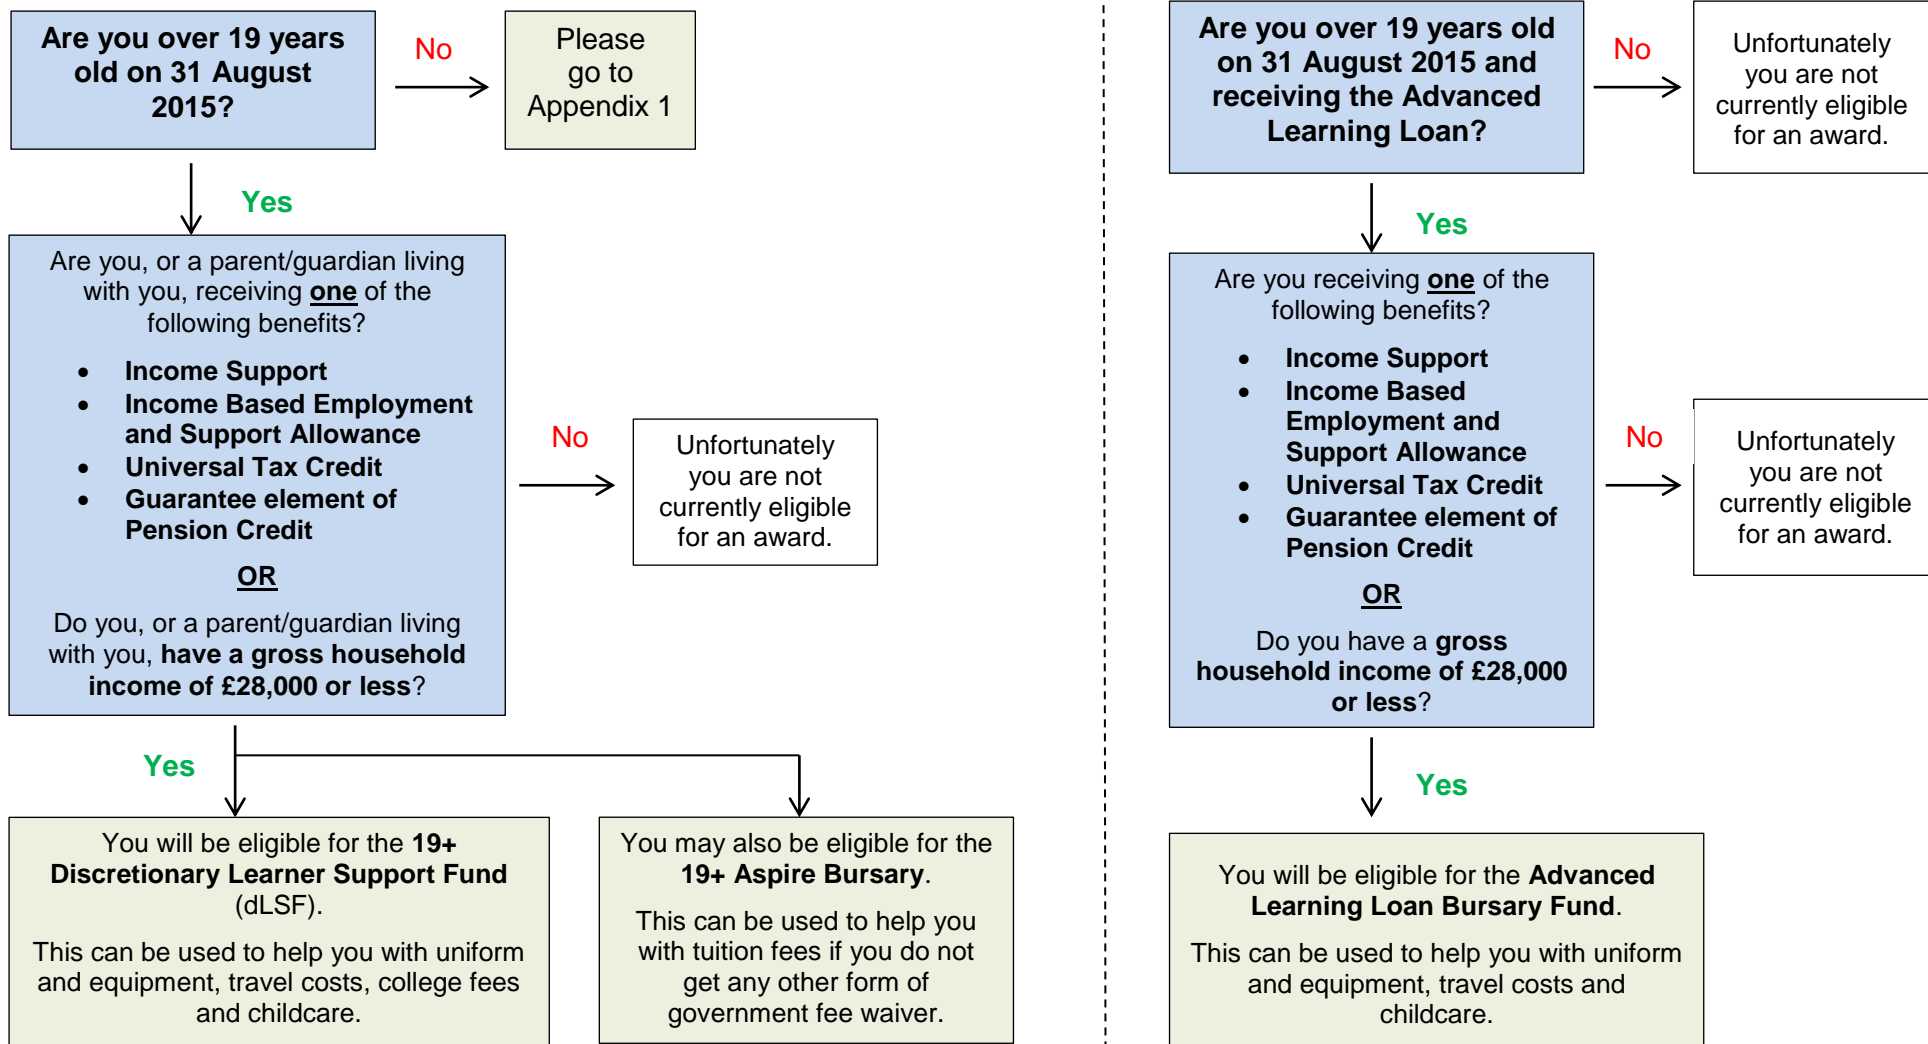 Are you over 19 years
old on 31 August
2015?
No
Please
go to
Appendix 1
Yes
Are you, or a parent/guardian living
with you, receiving one of the
following benefits?
• Income Support
• Income Based Employment
and Support Allowance
• Universal Tax Credit
• Guarantee element of
Pension Credit
OR
Do you, or a parent/guardian living
with you, have a gross household
income of £28,000 or less?
No
Unfortunately
you are not
currently eligible
for an award.
Yes
You will be eligible for the 19+
Discretionary Learner Support Fund
(dLSF).
This can be used to help you with uniform
and equipment, travel costs, college fees
and childcare.
You may also be eligible for the
19+ Aspire Bursary.
This can be used to help you
with tuition fees if you do not
get any other form of
government fee waiver.
Are you over 19 years old
on 31 August 2015 and
receiving the Advanced
Learning Loan?
No
Unfortunately
you are not
currently eligible
for an award.
Yes
Are you receiving one of the
following benefits?
• Income Support
• Income Based
Employment and
Support Allowance
• Universal Tax Credit
• Guarantee element of
Pension Credit
OR
Do you have a gross
household income of £28,000
or less?
No
Unfortunately
you are not
currently eligible
for an award.
Yes
You will be eligible for the Advanced
Learning Loan Bursary Fund.
This can be used to help you with uniform
and equipment, travel costs and
childcare.